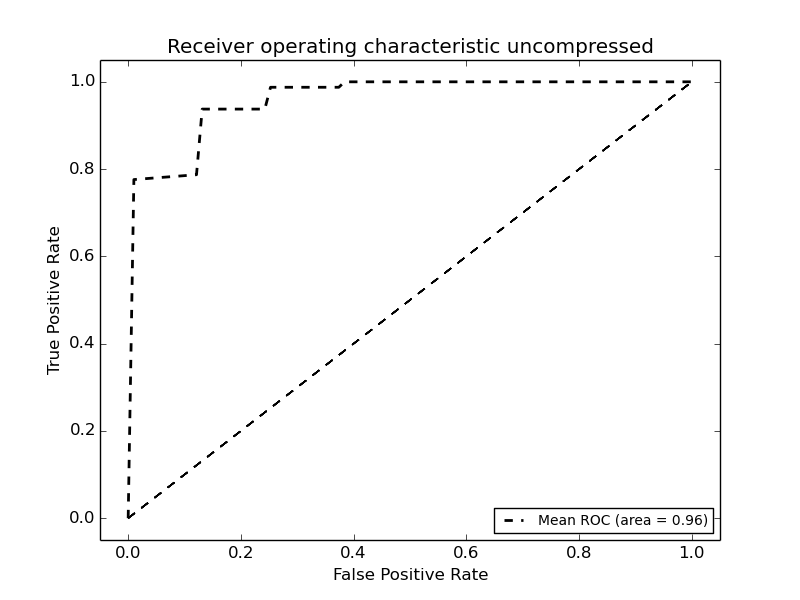 Receiver operating characteristic uncompressed
1.0
0.8
0.6
0.4
0.2
0.0
True Positive Rate
Mean ROC (area = 0.96)
0.0 0.2 0.4 0.6 0.8 1.0
False Positive Rate